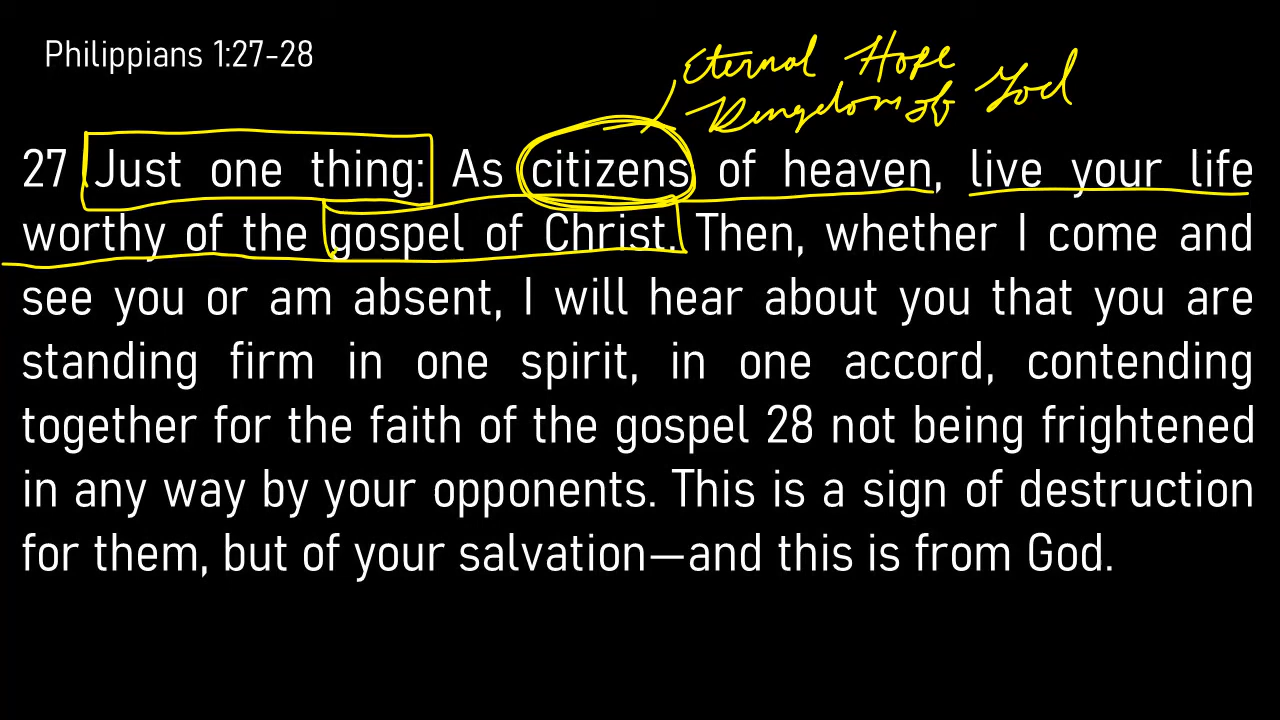 Philippians 1:27-28
Eternal Hope
Kingdom of God
27 Just one thing: As citizens of heaven, live your life
worthy of the gospel of Christ. Then, whether I come and
see you or am absent, I will hear about you that you are
standing firm in one spirit, in one accord, contending
together for the faith of the gospel 28 not being frightened
in any way by your opponents. This is a sign of destruction
for them, but of your salvation—and this is from God.